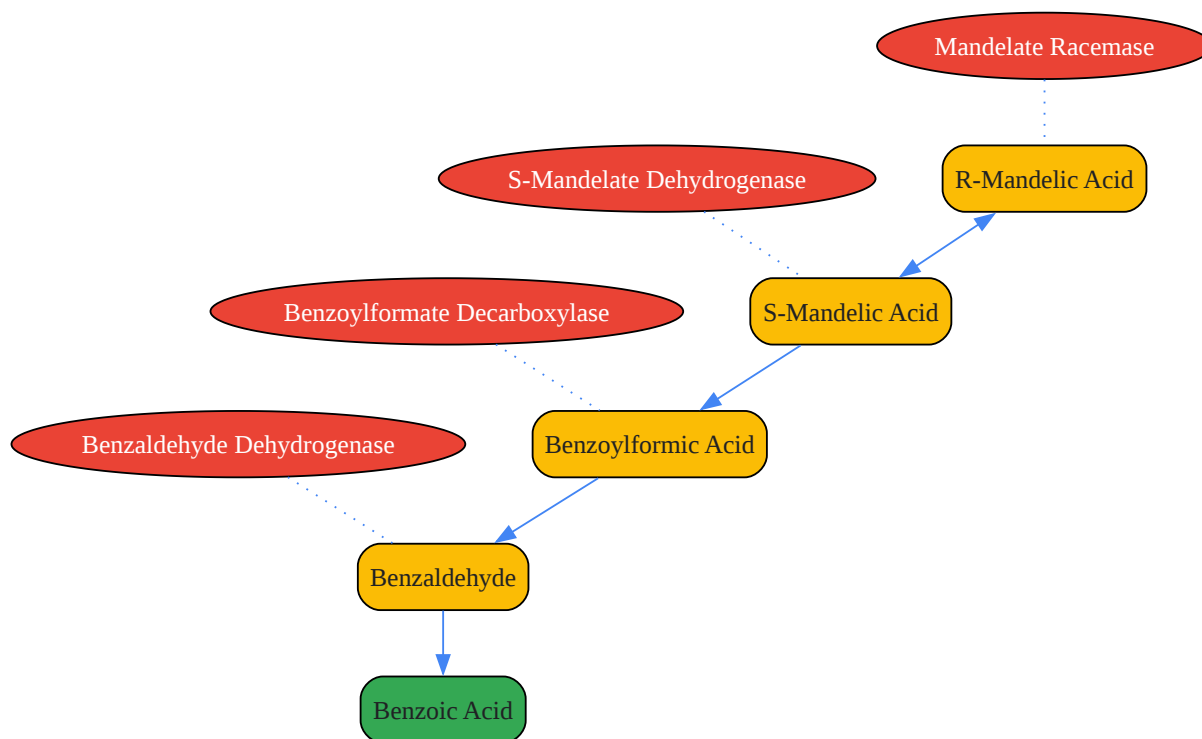 Mandelate Racemase
S-Mandelate Dehydrogenase
R-Mandelic Acid
Benzoylformate Decarboxylase
S-Mandelic Acid
Benzaldehyde Dehydrogenase
Benzoylformic Acid
Benzaldehyde
Benzoic Acid